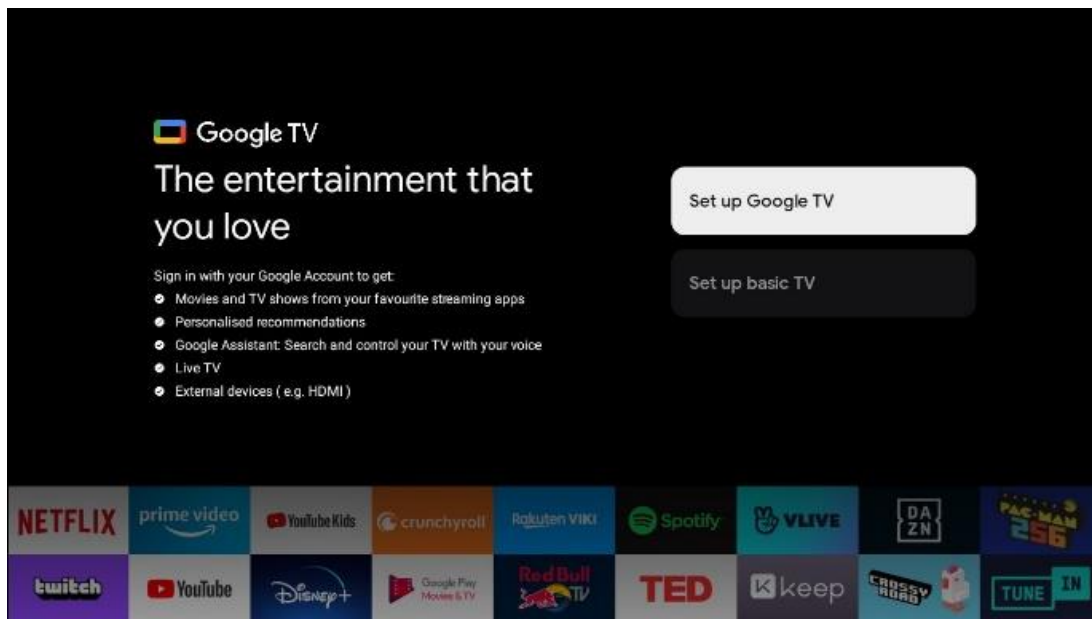 Google TV
The entertainment that
you love
Sign in with your Google Account to get:
Movies and TV shows from your favourite streaming apps
Personalised recommendations
Google Assistant: Search and control your TV with your voice
Live TV
External devices ( e.g. HDMI )
Set up Google TV
Set up basic TV
NETFLIX
prime video
YouTube Kids
crunchyroll
Rakuten VIKI
Spotify
VLIVE
DA
ZN
PAC-MAN
256
twitch
YouTube
Disney+
Google Play
Movies & TV
Red Bull
TV
TED
keep
CROSSY
ROAD
TUNE IN